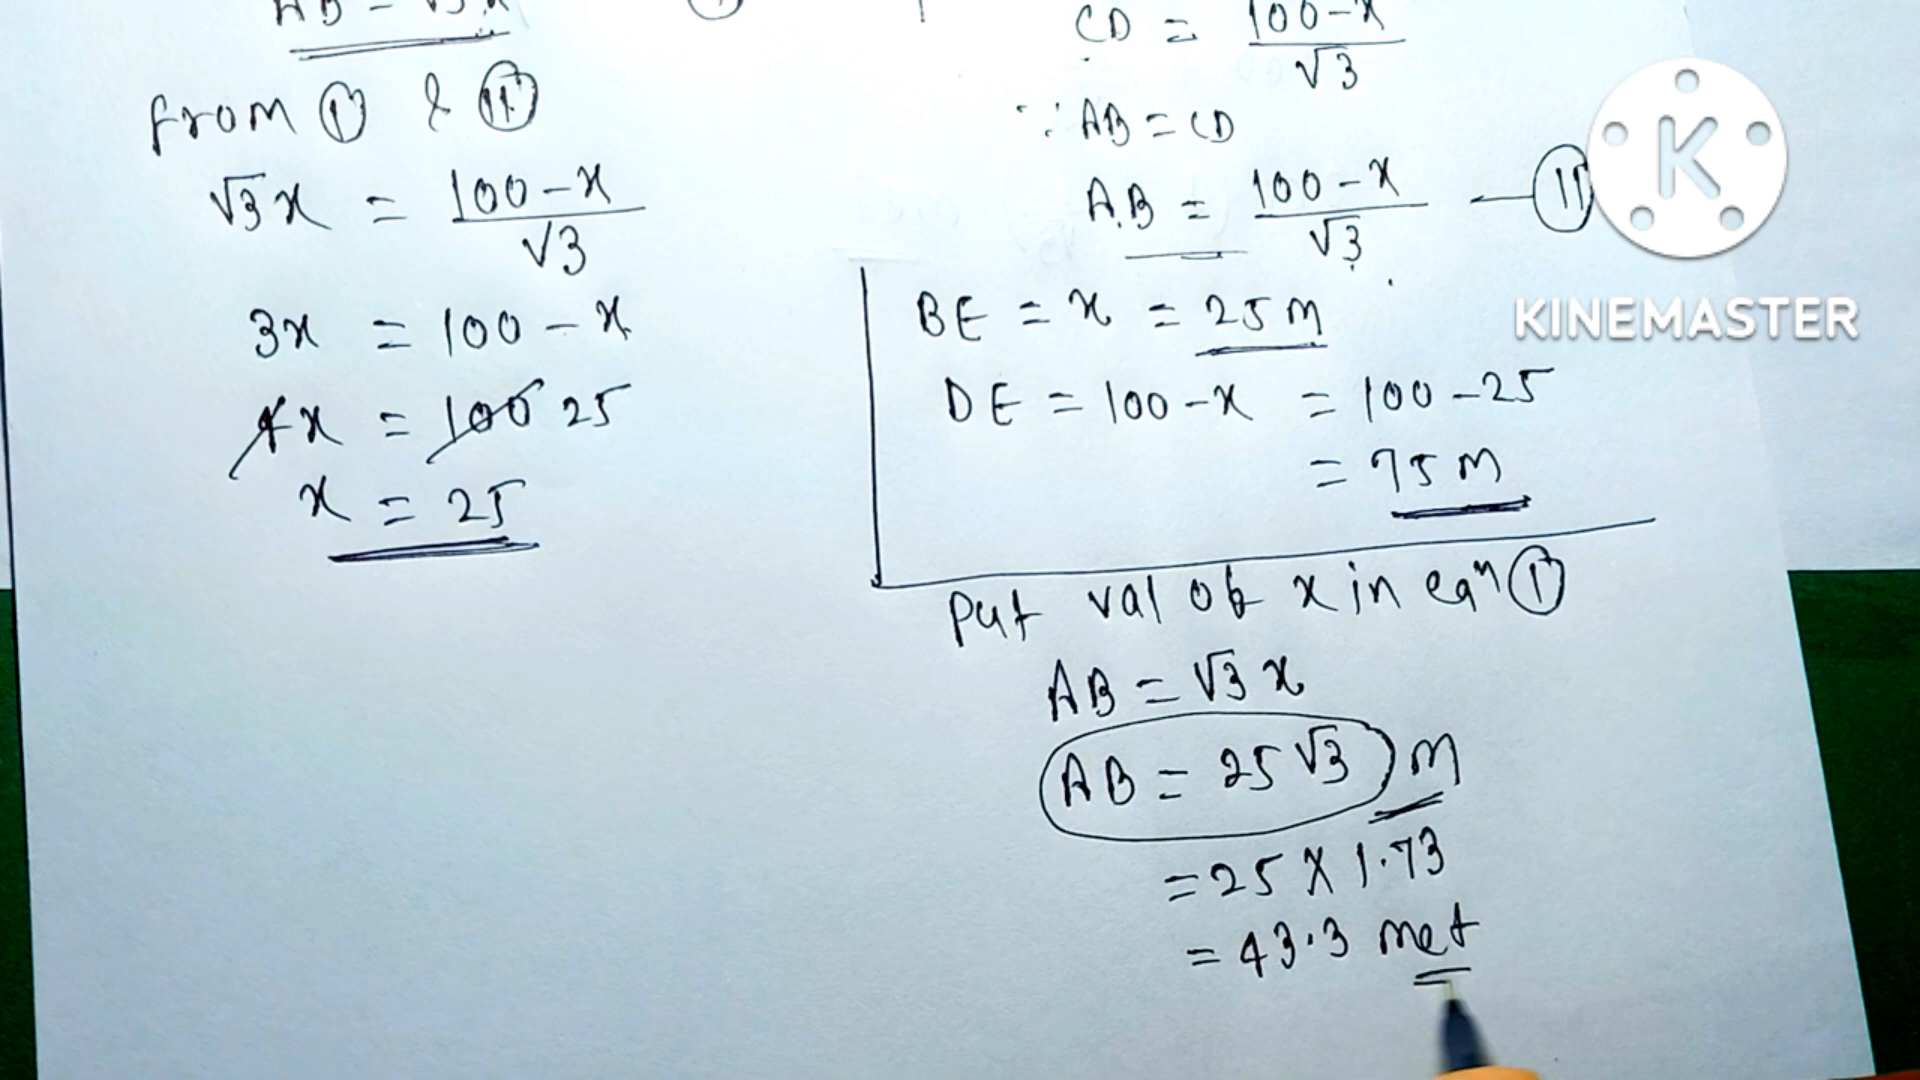 AB = √3x
from (I) & (II)
√3x = 100-x / √3
3x = 100-x
4x = 100 25
x = 25
CD = 100-x / √3
∵ AB = CD
AB = 100-x / √3 — (II)
BE = x = 25 m
DE = 100-x = 100-25
= 75 m
Put val of x in eqn (I)
AB = √3 x
AB = 25√3 m
= 25 X 1.73
= 43.3 met
K
KINEMASTER